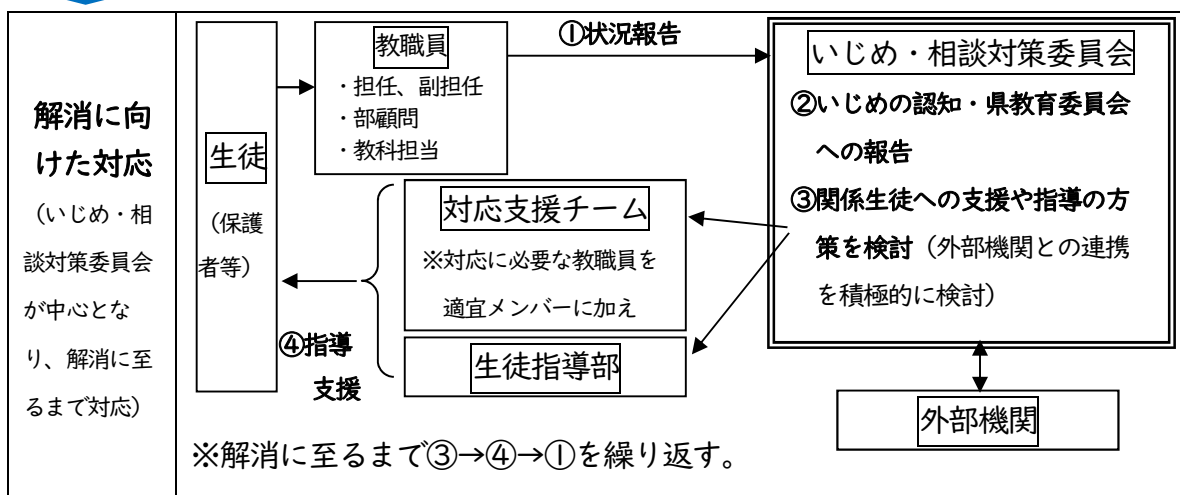 解消に向
けた対応
（いじめ・相
談対策委員会
が中心とな
り、解消に至
るまで対応）
生徒
（保護
者等）
教職員
・担任、副担任
・部顧問
・教科担当
①状況報告
いじめ・相談対策委員会
②いじめの認知・県教育委員会
への報告
③関係生徒への支援や指導の方
策を検討（外部機関との連携
を積極的に検討）
対応支援チーム
※対応に必要な教職員を
適宜メンバーに加え
生徒指導部
④指導
支援
外部機関
※解消に至るまで③→④→①を繰り返す。